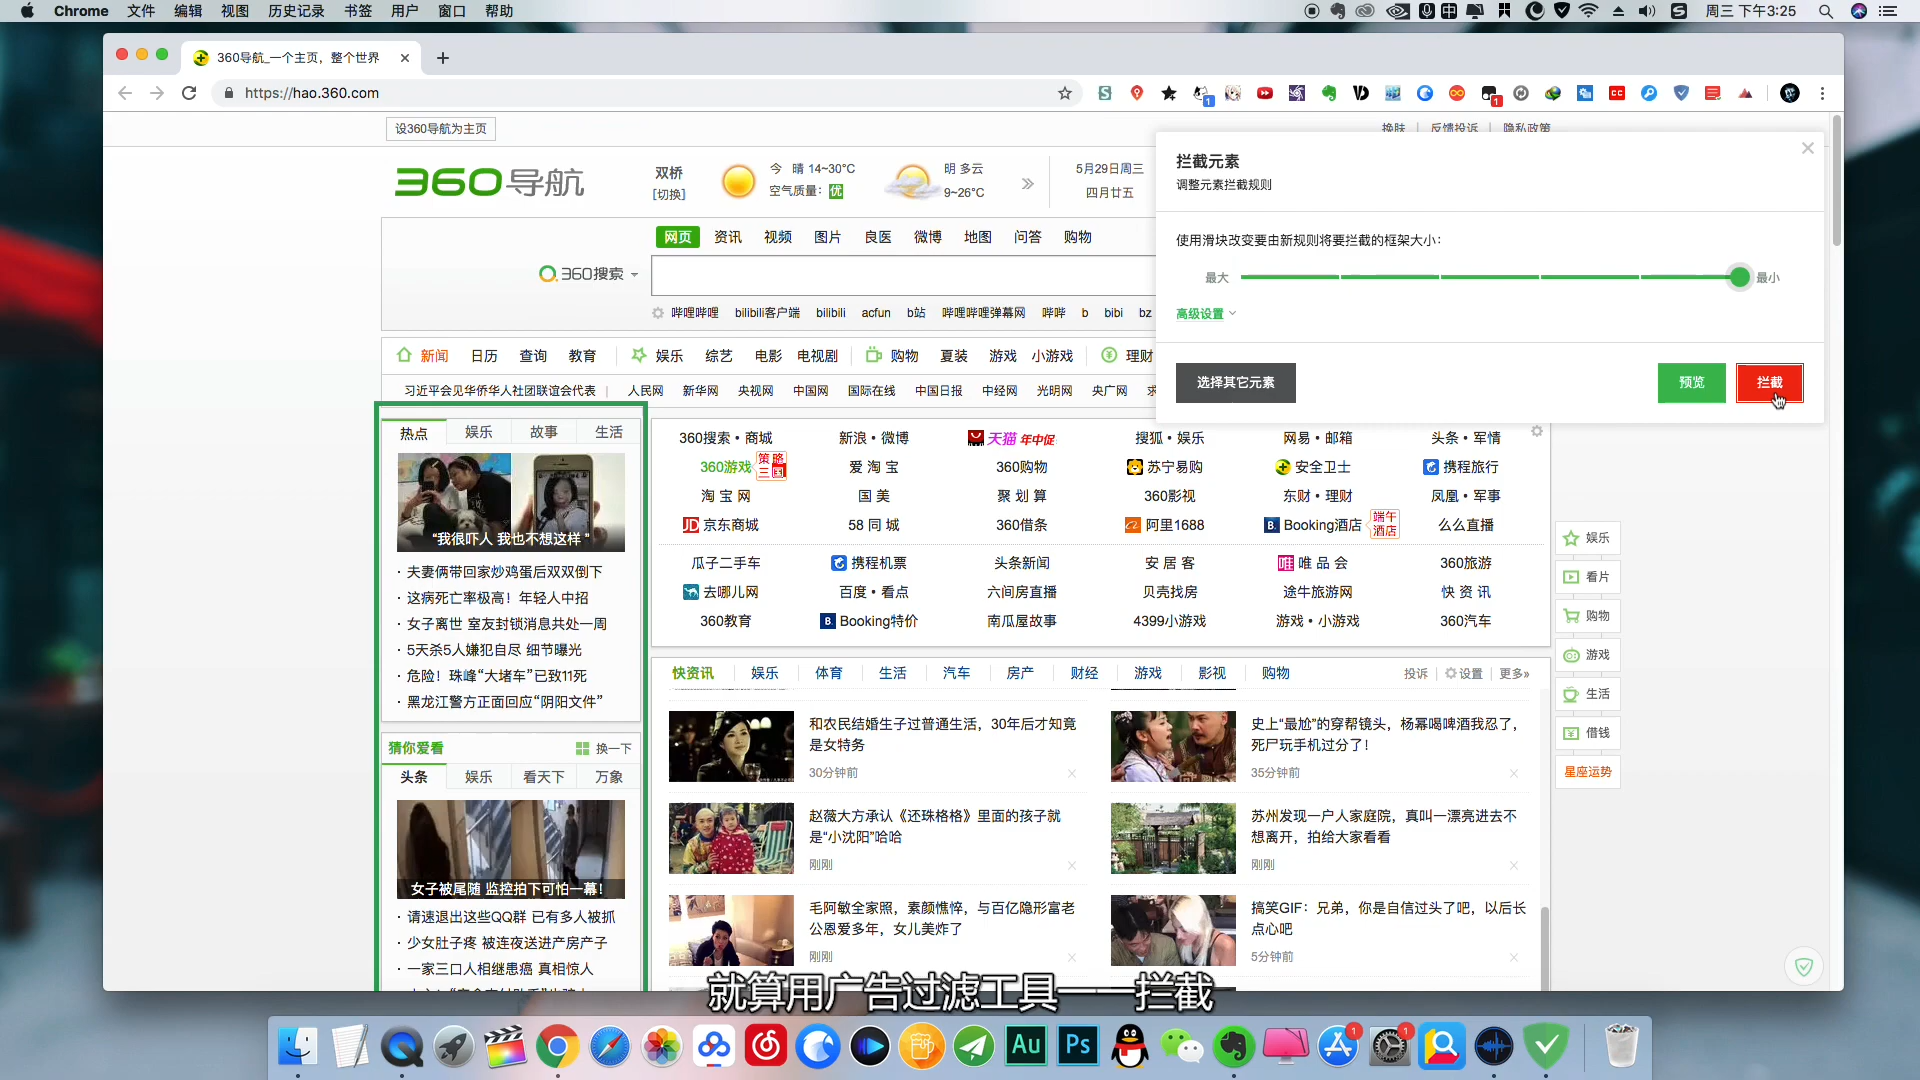 Chrome 文件 编辑 视图 历史记录 书签 用户 窗口 帮助
周三 下午3:25
360导航_一个主页，整个世界
https://hao.360.com
设360导航为主页
换肤 反馈投诉 隐私政策
360导航
双桥
[切换]
今 晴 14~30°C
空气质量：优
明 多云
9~26°C
5月29日周三
四月廿五
网页 资讯 视频 图片 良医 微博 地图 问答 购物
360搜索
哔哩哔哩 bilibili客户端 bilibili acfun b站 哔哩哔哩弹幕网 哔哔 b bibi bz
拦截元素
调整元素拦截规则
使用滑块改变要由新规则将要拦截的框架大小：
最大 最小
高级设置
选择其它元素 预览 拦截
新闻 日历 查询 教育 娱乐 综艺 电影 电视剧 购物 夏装 游戏 小游戏 理财
习近平会见华侨华人社团联谊会代表 人民网 新华网 央视网 中国网 国际在线 中国日报 中经网 光明网 央广网 求
热点 娱乐 故事 生活
“我很吓人 我也不想这样 ”
· 夫妻俩带回家炒鸡蛋后双双倒下
· 这病死亡率极高！年轻人中招
· 女子离世 室友封锁消息共处一周
· 5天杀5人嫌犯自尽 细节曝光
· 危险！珠峰“大堵车”已致11死
· 黑龙江警方正面回应“阴阳文件”
猜你爱看 换一下
头条 娱乐 看天下 万象
女子被尾随 监控拍下可怕一幕！
· 请速退出这些QQ群 已有多人被抓
· 少女肚子疼 被连夜送进产房产子
· 一家三口人相继患癌 真相惊人
360搜索 • 商城 新浪 • 微博 天猫 年中促 搜狐 • 娱乐 网易 • 邮箱 头条 • 军情
360游戏 策略三国 爱 淘 宝 360购物 苏宁易购 安全卫士 携程旅行
淘 宝 网 国 美 聚 划 算 360影视 东财 • 理财 凤凰 • 军事
JD 京东商城 58 同 城 360借条 阿里1688 B. Booking酒店 端午酒店 么么直播
瓜子二手车 携程机票 头条新闻 安 居 客 唯 唯 品 会 360旅游
去哪儿网 百度 • 看点 六间房直播 贝壳找房 途牛旅游网 快 资 讯
360教育 B. Booking特价 南瓜屋故事 4399小游戏 游戏 • 小游戏 360汽车
快资讯 娱乐 体育 生活 汽车 房产 财经 游戏 影视 购物 投诉 设置 更多»
和农民结婚生子过普通生活，30年后才知竟
是女特务
30分钟前
史上“最尬”的穿帮镜头，杨幂喝啤酒我忍了，
死尸玩手机过分了！
35分钟前
赵薇大方承认《还珠格格》里面的孩子就
是“小沈阳”哈哈
刚刚
苏州发现一户人家庭院，真叫一漂亮进去不
想离开，拍给大家看看
刚刚
毛阿敏全家照，素颜憔悴，与百亿隐形富老
公恩爱多年，女儿美炸了
刚刚
搞笑GIF：兄弟，你是自信过头了吧，以后长
点心吧
5分钟前
娱乐
看片
购物
游戏
生活
借钱
星座运势
就算用广告过滤工具一一拦截
Au Ps 1 1